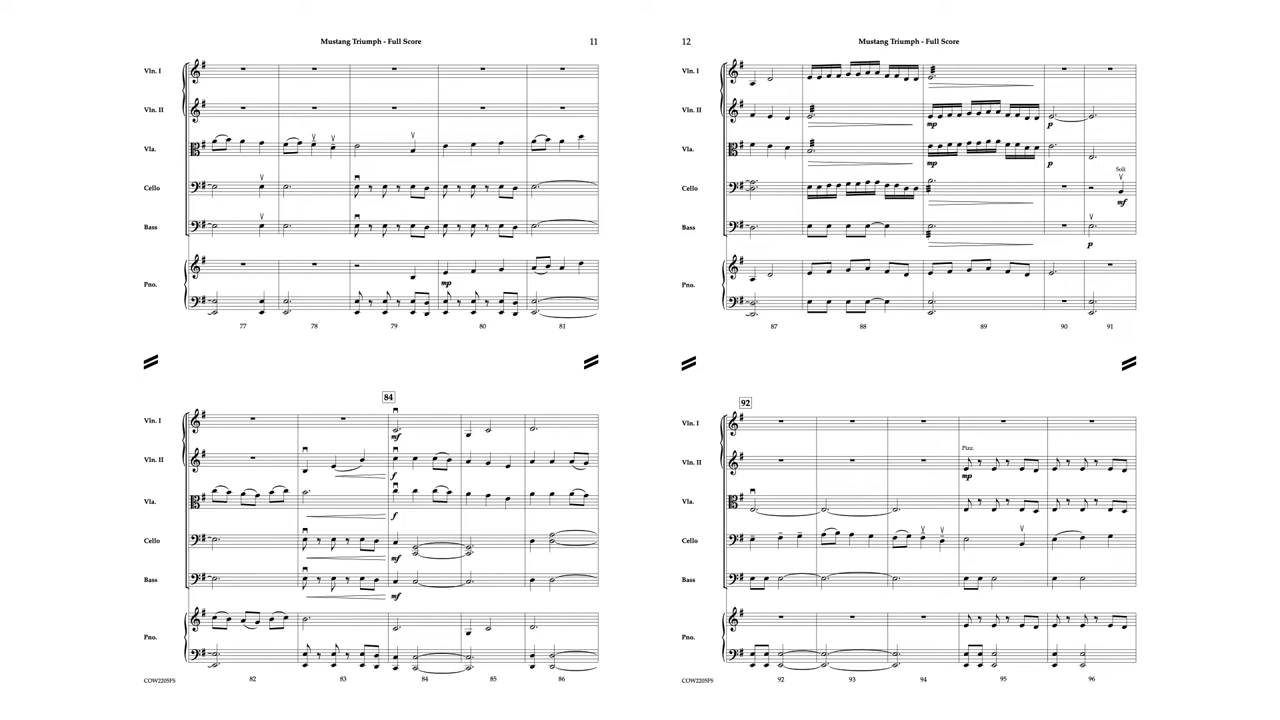 Mustang Triumph - Full Score
11
Vln. I
Vln. II
Vla.
Cello
Bass
Pno.
mp
77
78
79
80
81
84
Vln. I
mf
Vln. II
f
Vla.
f
Cello
mf
Bass
mf
Pno.
COW2205FS
82
83
84
85
86
12
Mustang Triumph - Full Score
Vln. I
Vln. II
mp
p
Vla.
mp
p
Cello
Soli
mf
Bass
p
Pno.
87
88
89
90
91
92
Vln. I
Vln. II
Pizz.
mp
Vla.
Cello
Bass
Pno.
COW2205FS
92
93
94
95
96